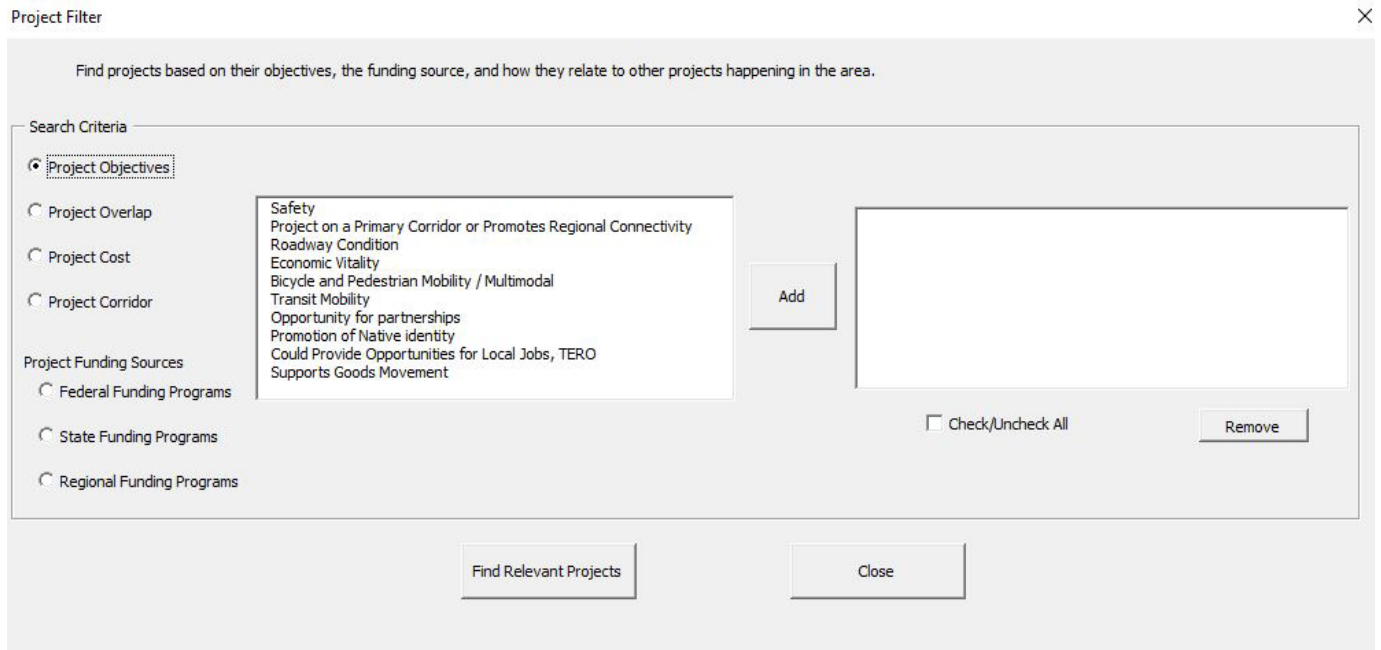 Project Filter
Find projects based on their objectives, the funding source, and how they relate to other projects happening in the area.
Search Criteria
Project Objectives
Project Overlap
Project Cost
Project Corridor
Project Funding Sources
Federal Funding Programs
State Funding Programs
Regional Funding Programs
Safety
Project on a Primary Corridor or Promotes Regional Connectivity
Roadway Condition
Economic Vitality
Bicycle and Pedestrian Mobility / Multimodal
Transit Mobility
Opportunity for partnerships
Promotion of Native identity
Could Provide Opportunities for Local Jobs, TERO
Supports Goods Movement
Add
Check/Uncheck All
Remove
Find Relevant Projects
Close